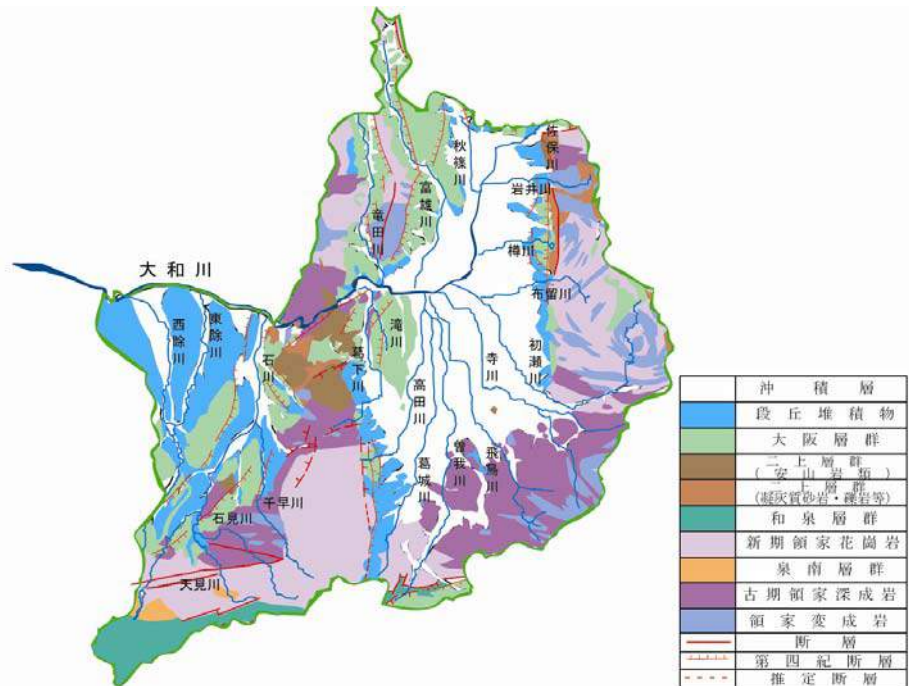 佐保川
秋篠川
岩井川
富雄川
竜田川
樽川
大和川
布留川
西除川
東除川
石川
葛下川
滝川
高田川
寺川
初瀬川
葛城川
曽我川
飛鳥川
千早川
石見川
天見川
沖積層
段丘堆積物
大阪層群
二上層群
(安山岩類)
二上層群
(凝灰質砂岩・礫岩等)
和泉層群
新期領家花崗岩
泉南層群
古期領家深成岩
領家変成岩
断層
第四紀断層
推定断層